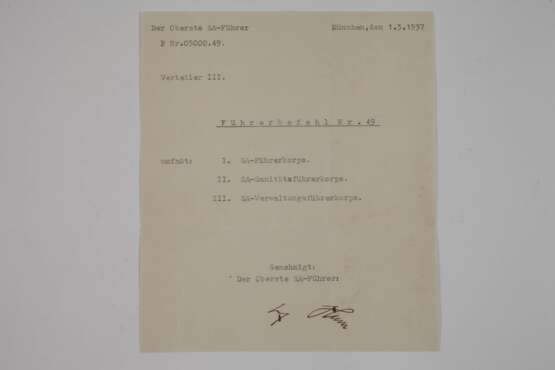 Der Oberste SA-Führer München,den 1.5.1937
F Nr.05000.49.
Verteiler III.
Führerbefehl Nr.49
umfaßt: I. SA-Führerkorps.
II. SA-Sanitätsführerkorps.
III. SA-Verwaltungsführerkorps.
Genehmigt:
Der Oberste SA-Führer: